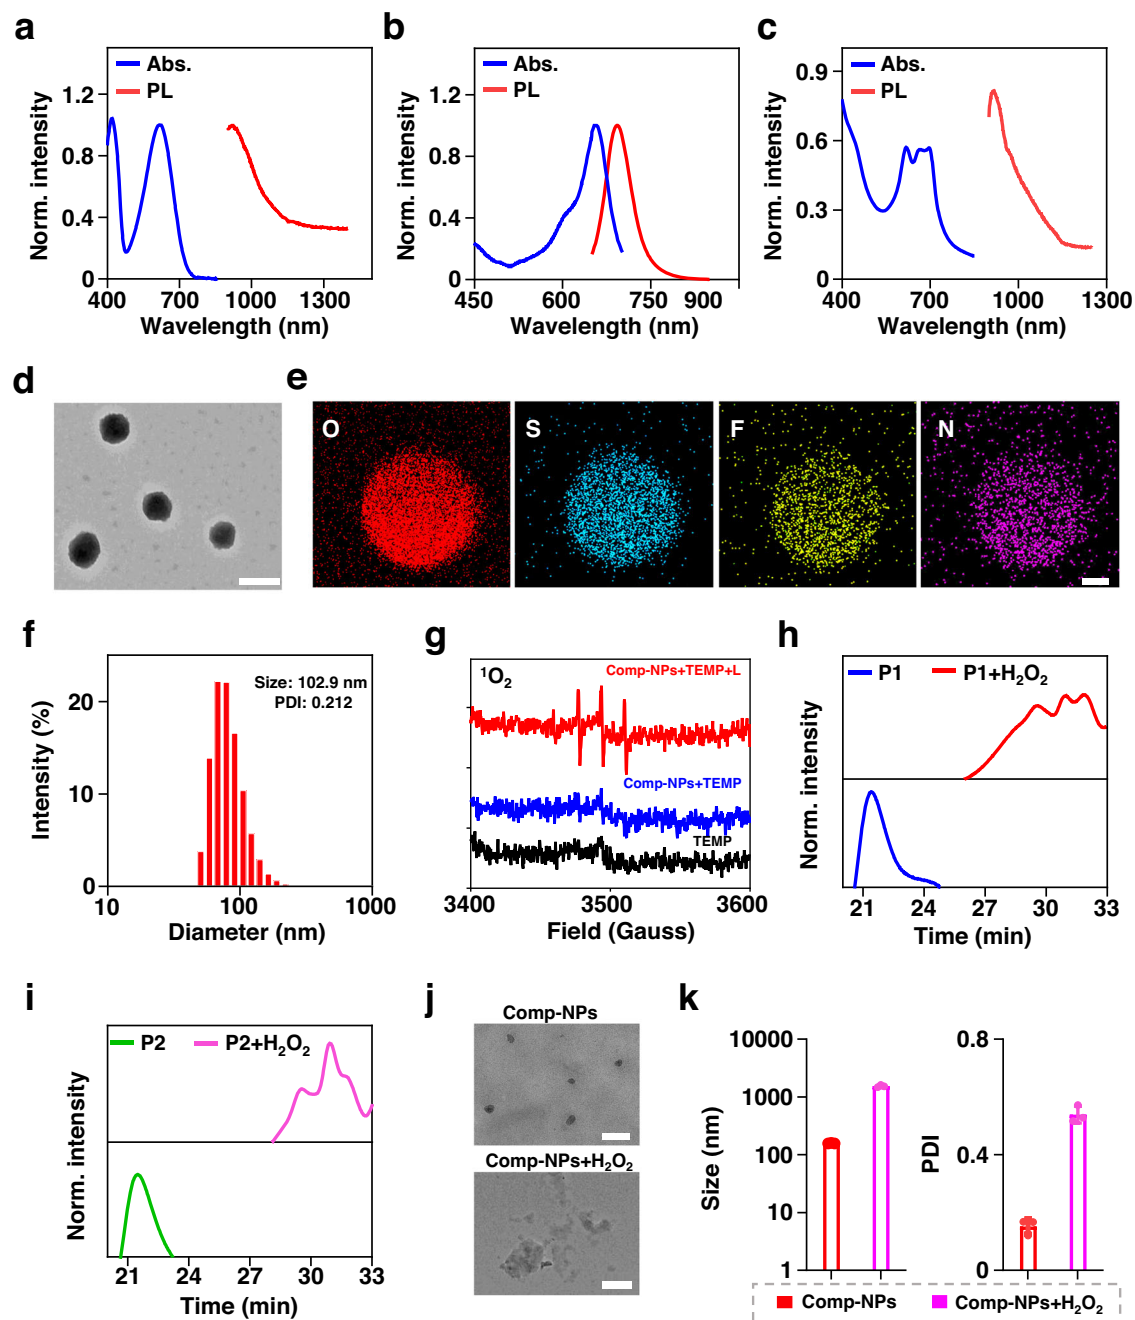 a
Abs.
PL
Norm. intensity
1.2
0.8
0.4
0
400 700 1000 1300
Wavelength (nm)
b
Abs.
PL
Norm. intensity
1.2
0.8
0.4
0
450 600 750 900
Wavelength (nm)
c
Abs.
PL
Norm. intensity
0.9
0.6
0.3
0
400 700 1000 1300
Wavelength (nm)
d
e
O
S
F
N
f
Size: 102.9 nm
PDI: 0.212
Intensity (%)
20
10
0
10 100 1000
Diameter (nm)
g
¹O₂
Comp-NPs+TEMP+L
Comp-NPs+TEMP
TEMP
3400 3500 3600
Field (Gauss)
h
P1 P1+H₂O₂
Norm. intensity
21 24 27 30 33
Time (min)
i
P2 P2+H₂O₂
Norm. intensity
21 24 27 30 33
Time (min)
j
Comp-NPs
Comp-NPs+H₂O₂
k
Size (nm)
10000
1000
100
10
1
PDI
0.8
0.4
0
Comp-NPs Comp-NPs+H₂O₂